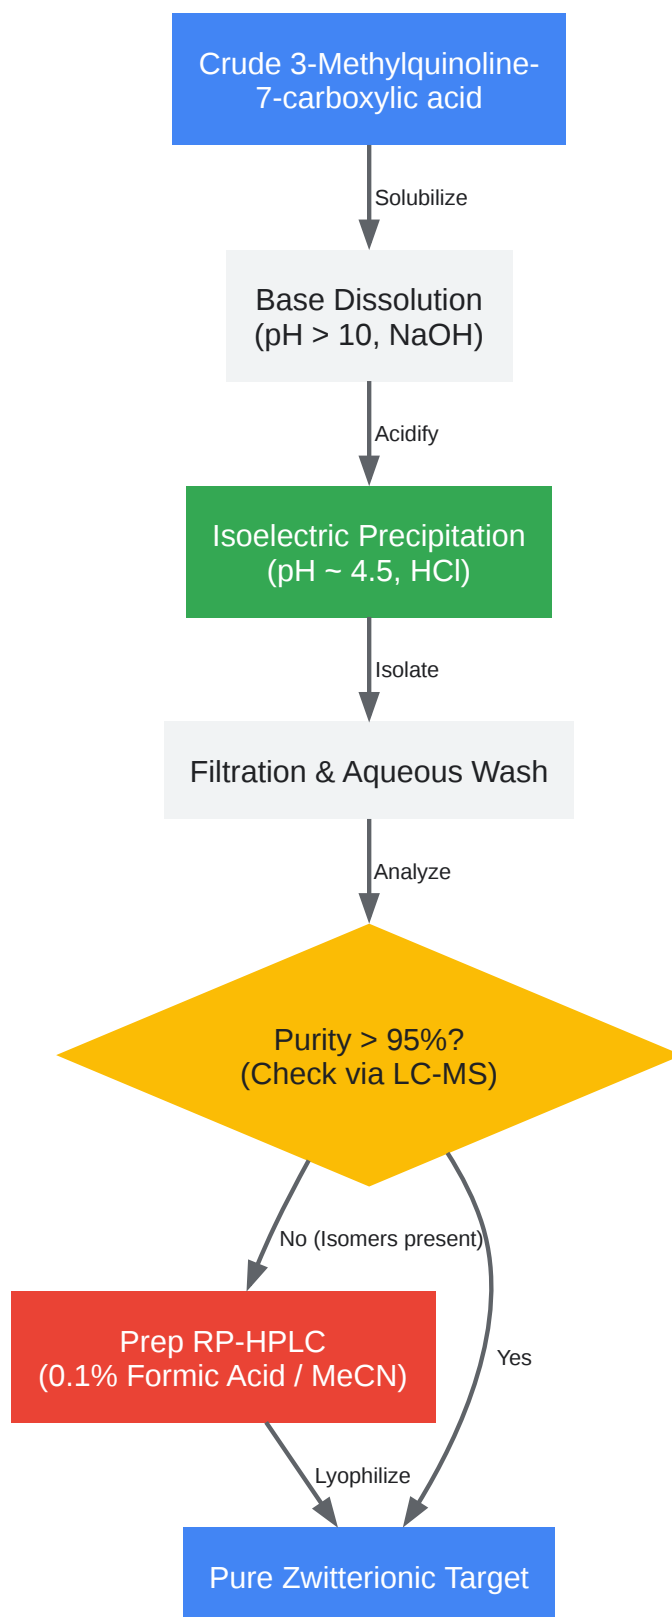 Crude 3-Methylquinoline-
7-carboxylic acid
Solubilize
Base Dissolution
(pH > 10, NaOH)
Acidify
Isoelectric Precipitation
(pH ~ 4.5, HCl)
Isolate
Filtration & Aqueous Wash
Analyze
Purity > 95%?
(Check via LC-MS)
No (Isomers present)
Prep RP-HPLC
(0.1% Formic Acid / MeCN)
Yes
Lyophilize
Pure Zwitterionic Target